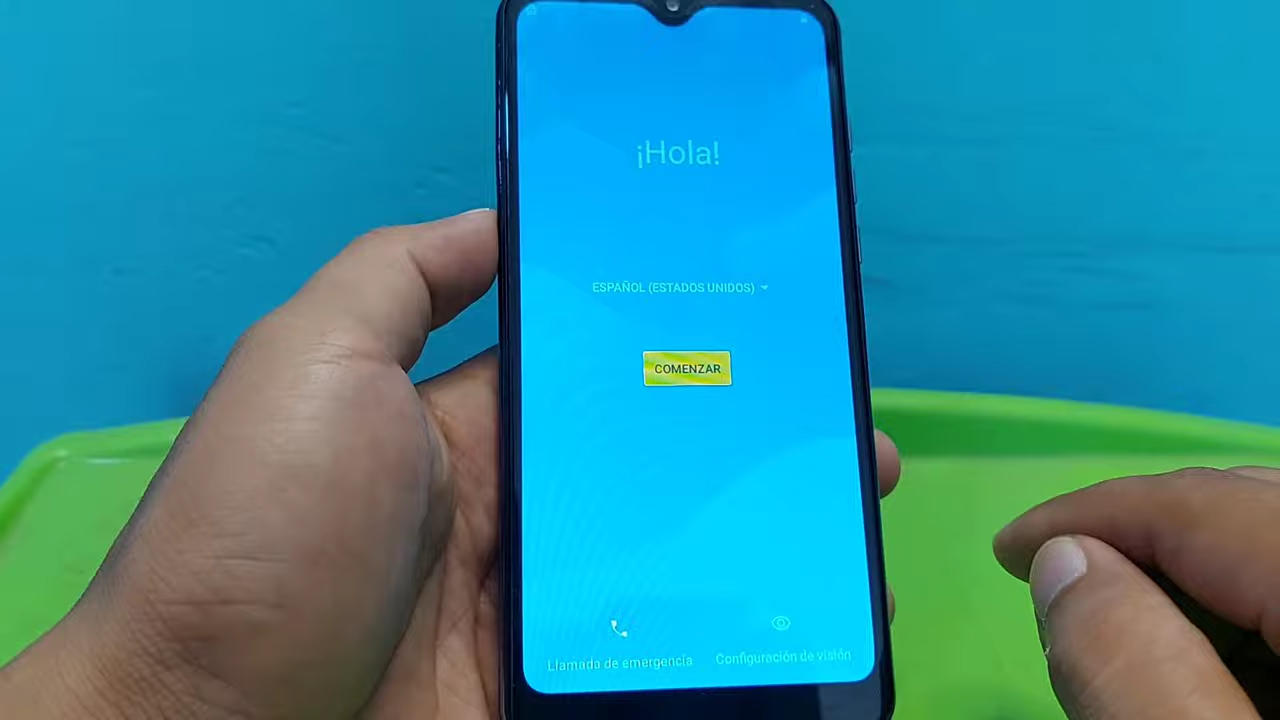 ¡Hola!
ESPAÑOL (ESTADOS UNIDOS)
COMENZAR
Llamada de emergencia
Configuración de visión